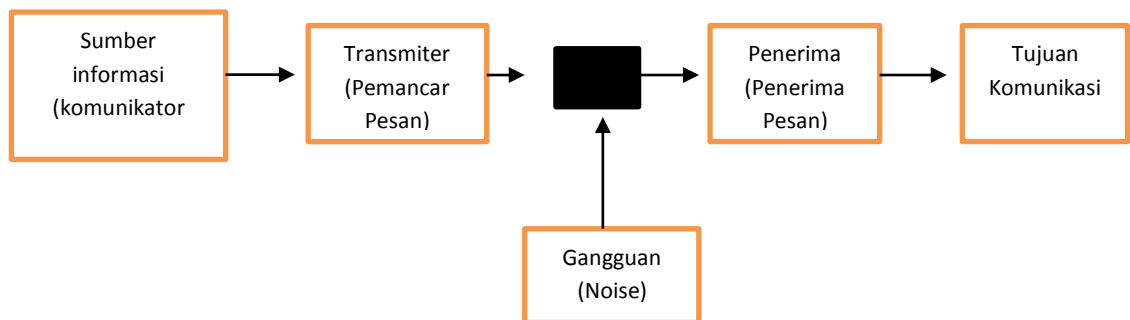 Sumber
informasi
(komunikator
Transmiter
(Pemancar
Pesan)
Penerima
(Penerima
Pesan)
Tujuan
Komunikasi
Gangguan
(Noise)